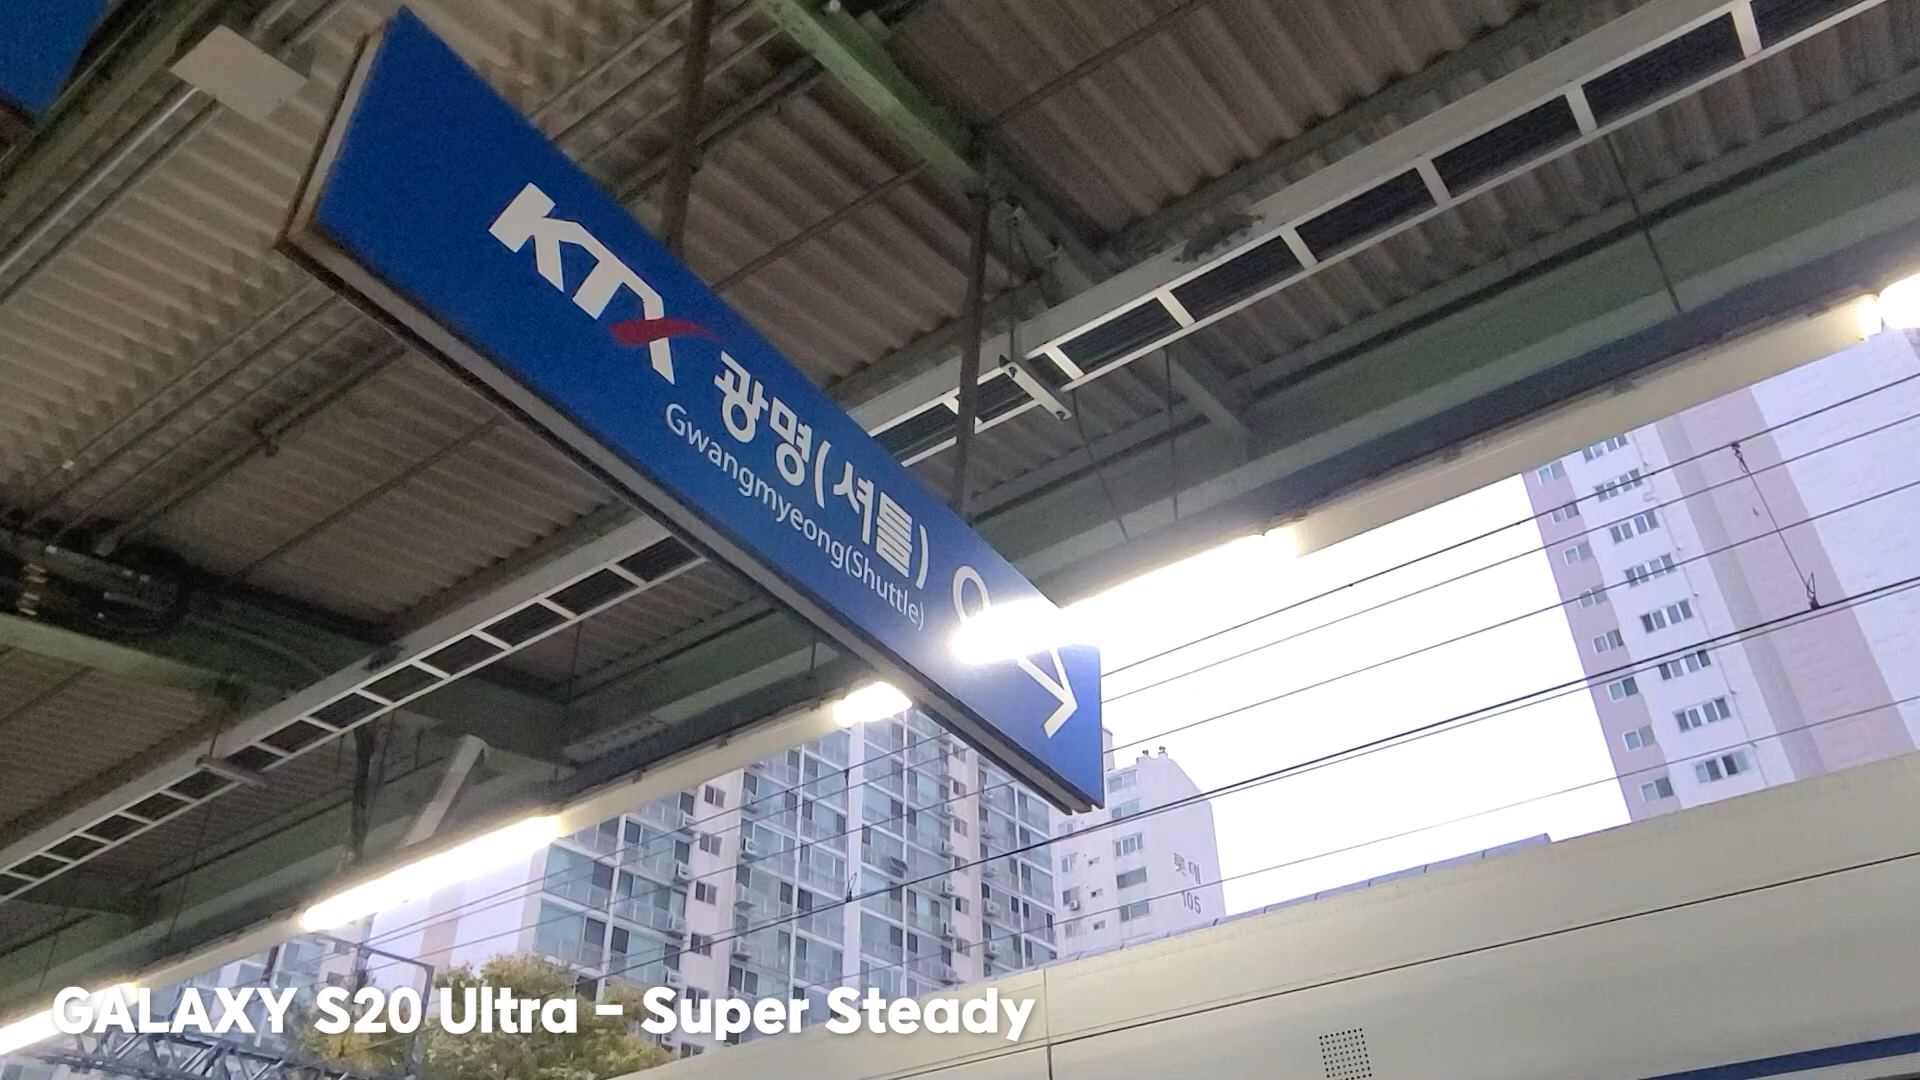 KTX 광명(셔틀)
Gwangmyeong(Shuttle)
롯데
105
GALAXY S20 Ultra - Super Steady